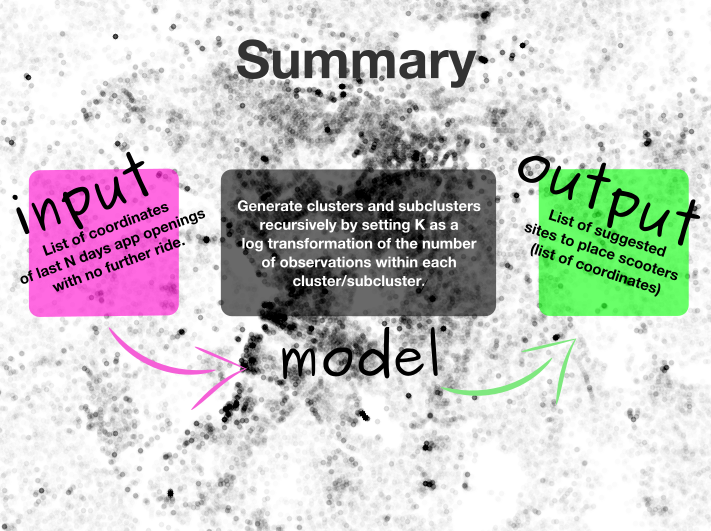 Summary
input
List of coordinates
of last N days app openings
with no further ride.
Generate clusters and subclusters
recursively by setting K as a
log transformation of the number
of observations within each
cluster/subcluster.
model
output
List of suggested
sites to place scooters
(list of coordinates)